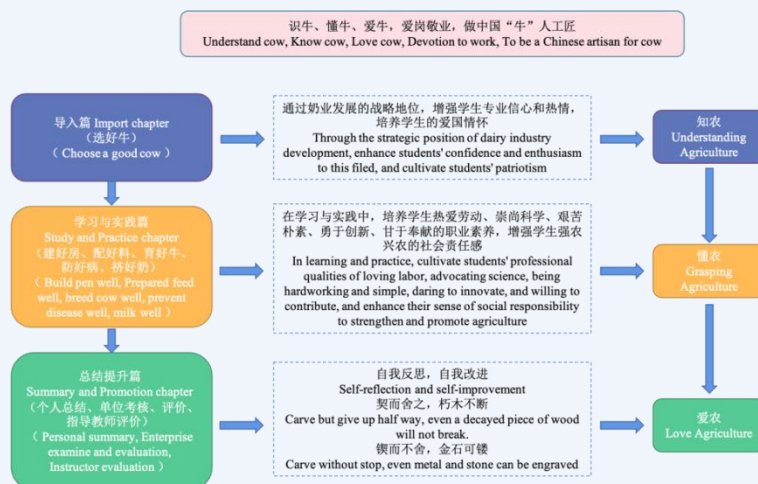 识牛、懂牛、爱牛，爱岗敬业，做中国“牛”人工匠
Understand cow, Know cow, Love cow, Devotion to work, To be a Chinese artisan for cow
导入篇 Import chapter
（选好牛）
（ Choose a good cow）
通过奶业发展的战略地位，增强学生专业信心和热情，
培养学生的爱国情怀
Through the strategic position of dairy industry
development, enhance students' confidence and enthusiasm
to this filed, and cultivate students' patriotism
知农
Understanding
Agriculture
学习与实践篇
Study and Practice chapter
（建好房、配好料、育好牛、
防好病、挤好奶）
（ Build pen well, Prepared feed
well, breed cow well, prevent
disease well, milk well ）
在学习与实践中，培养学生热爱劳动、崇尚科学、艰苦
朴素、勇于创新、甘于奉献的职业素养，增强学生强农
兴农的社会责任感
In learning and practice, cultivate students' professional
qualities of loving labor, advocating science, being
hardworking and simple, daring to innovate, and willing to
contribute, and enhance their sense of social responsibility
to strengthen and promote agriculture
懂农
Grasping
Agriculture
总结提升篇
Summary and Promotion chapter
（个人总结、单位考核、评价、
指导教师评价）
（ Personal summary, Enterprise
examine and evaluation,
Instructor evaluation ）
自我反思，自我改进
Self-reflection and self-improvement
契而舍之，朽木不断
Carve but give up half way, even a decayed piece of wood
will not break.
锲而不舍，金石可镂
Carve without stop, even metal and stone can be engraved
爱农
Love Agriculture